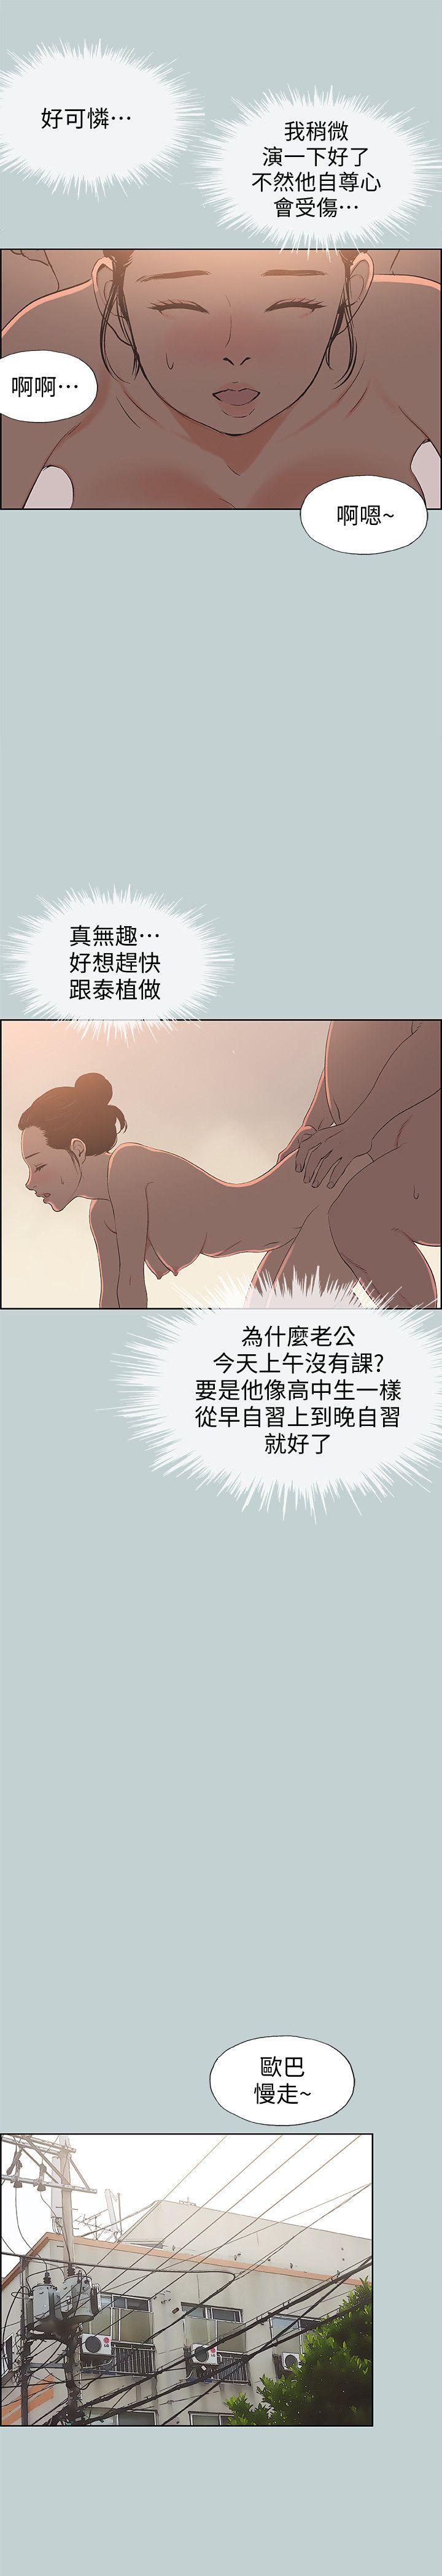 好可憐⋯
我稍微
演一下好了
不然他自尊心
會受傷⋯
啊啊⋯
啊嗯~
真無趣⋯
好想趕快
跟泰植做
為什麼老公
今天上午沒有課?
要是他像高中生一樣
從早自習上到晚自習
就好了
歐巴
慢走~